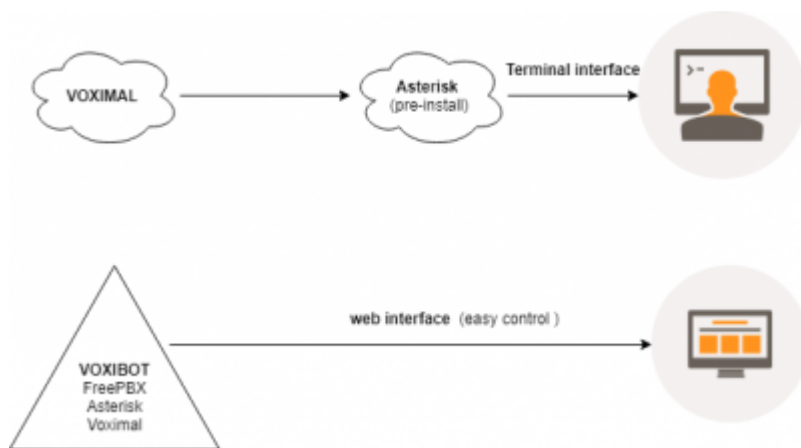 Terminal interface
VOXIMAL
Asterisk
(pre-install)
>-
web interface (easy control )
VOXIBOT
FreePBX
Asterisk
Voximal